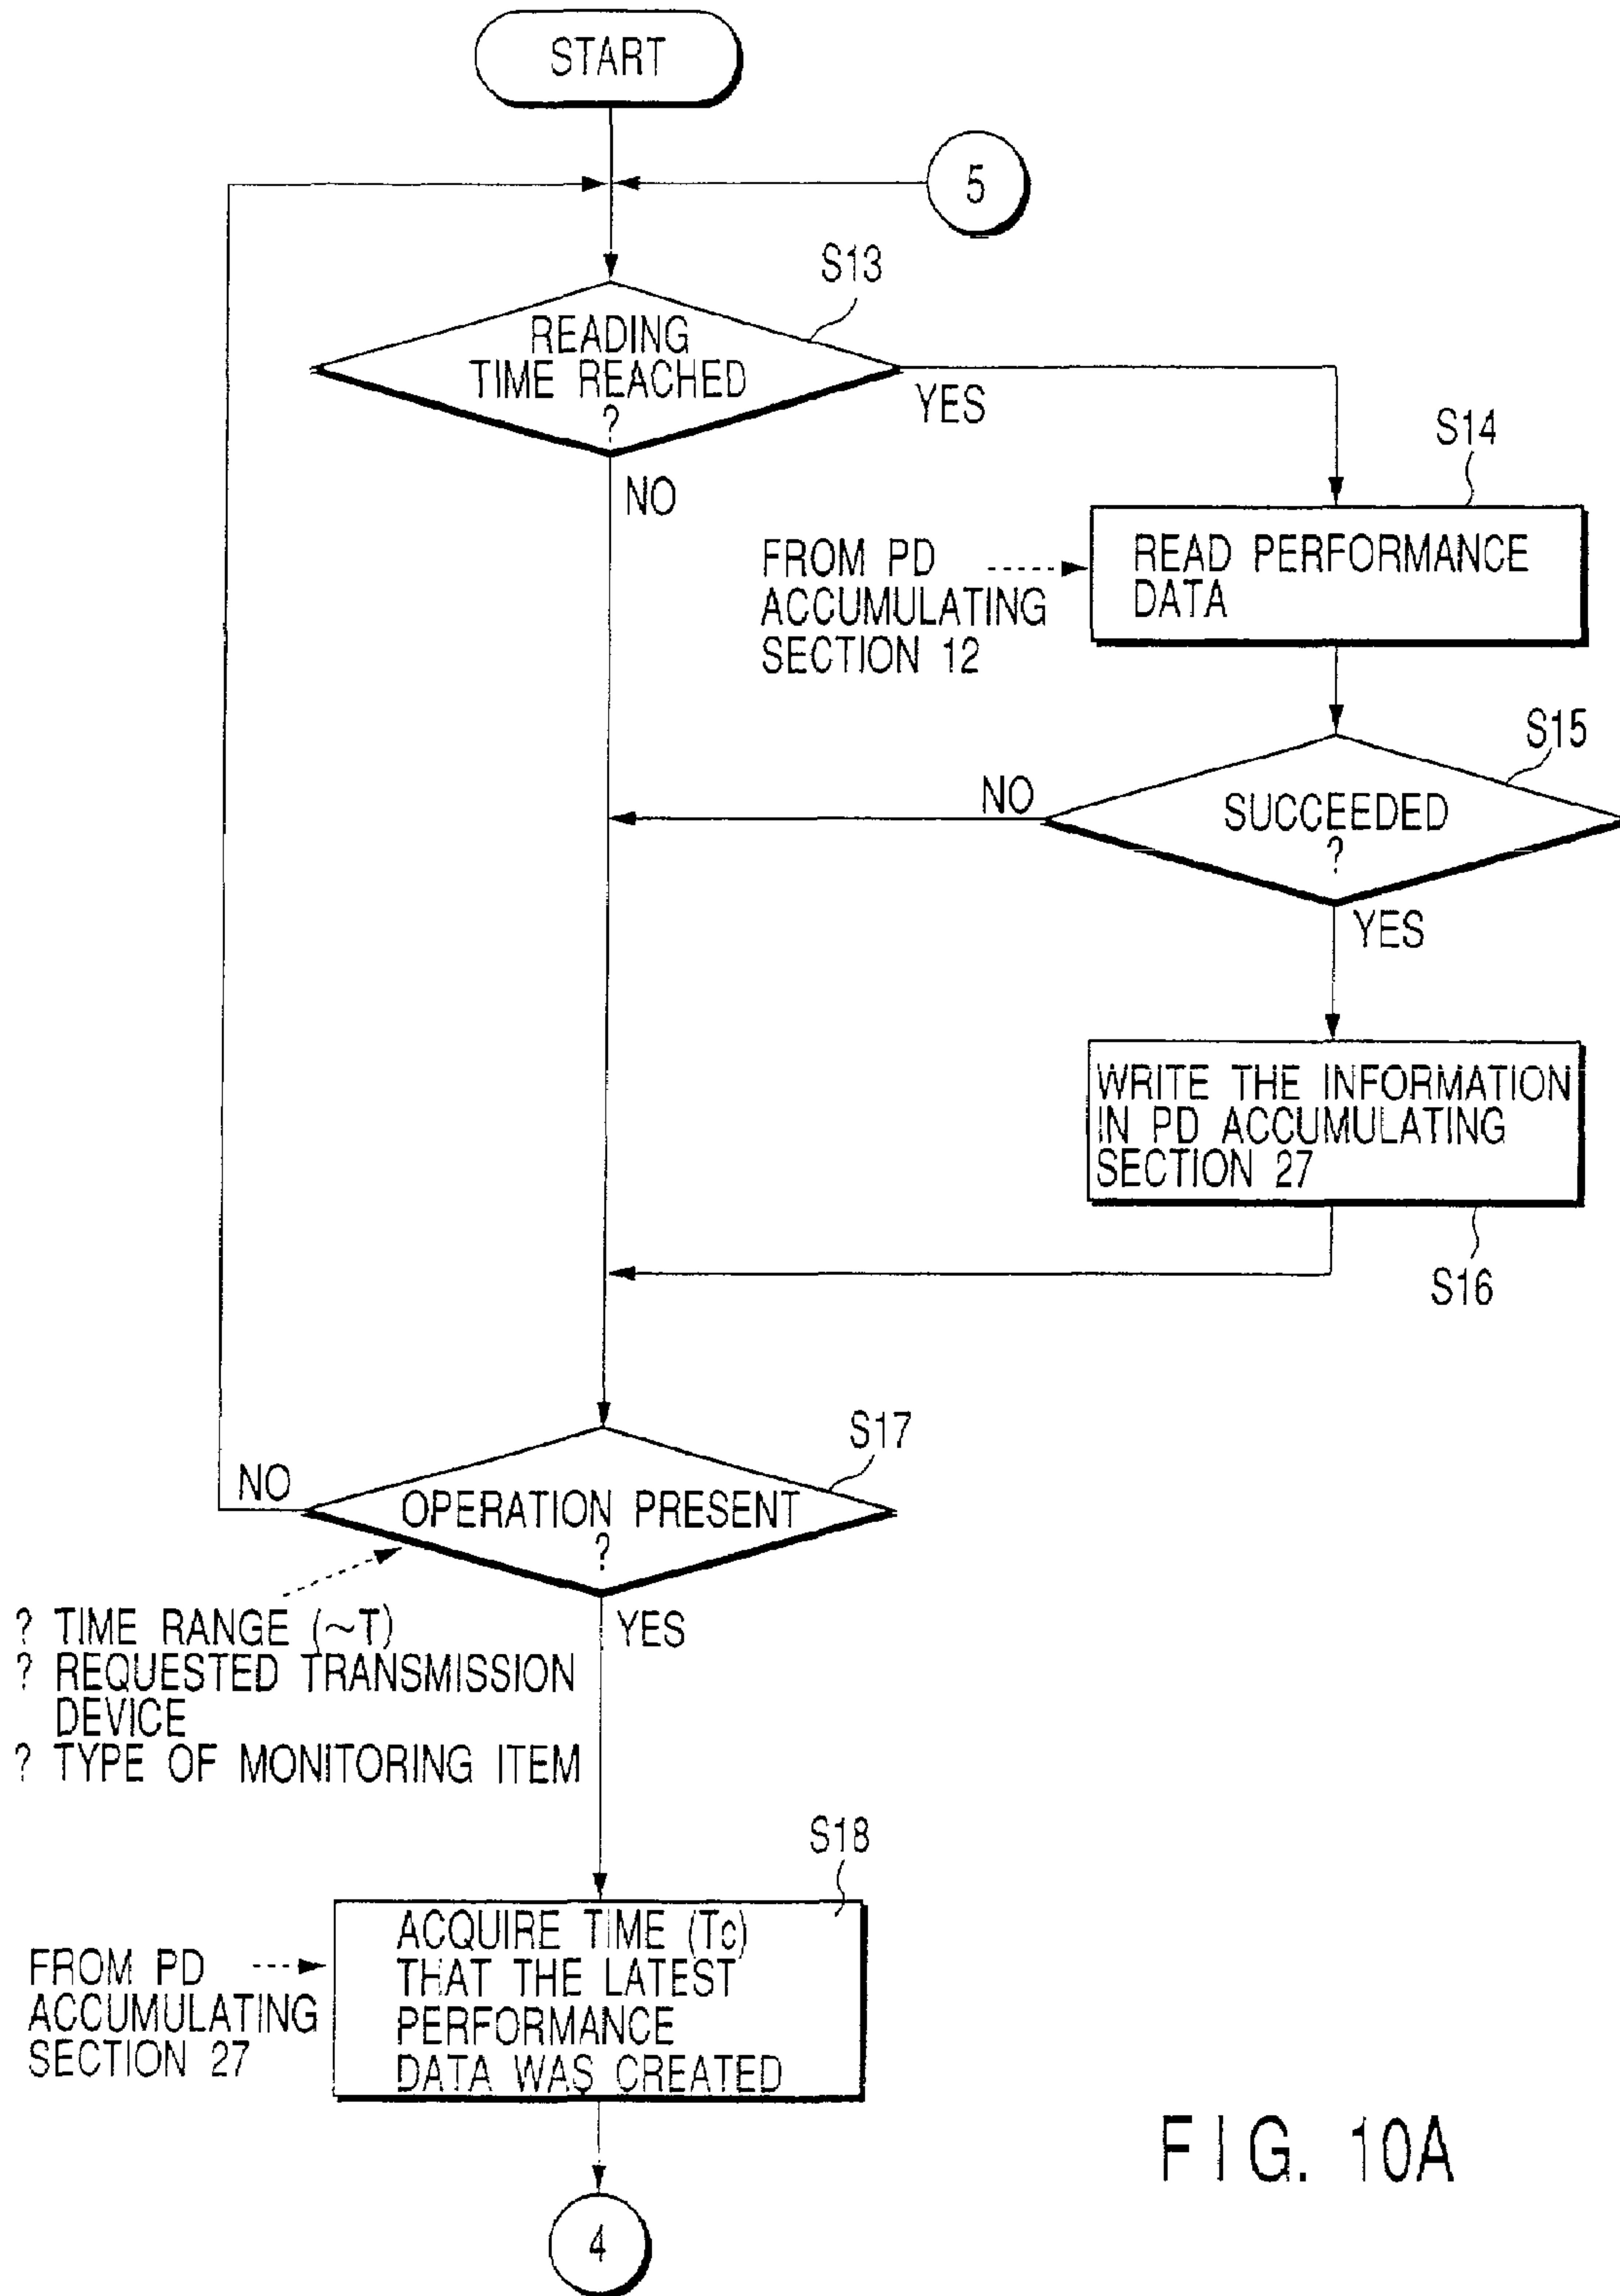 START
5
S13
READING
TIME REACHED
?
YES
NO
S14
FROM PD
ACCUMULATING
SECTION 12
READ PERFORMANCE
DATA
S15
NO
SUCCEEDED
?
YES
WRITE THE INFORMATION
IN PD ACCUMULATING
SECTION 27
S16
S17
NO
OPERATION PRESENT
?
YES
? TIME RANGE (~T)
? REQUESTED TRANSMISSION
DEVICE
? TYPE OF MONITORING ITEM
S18
FROM PD
ACCUMULATING
SECTION 27
ACQUIRE TIME (Tc)
THAT THE LATEST
PERFORMANCE
DATA WAS CREATED
4
FIG. 10A